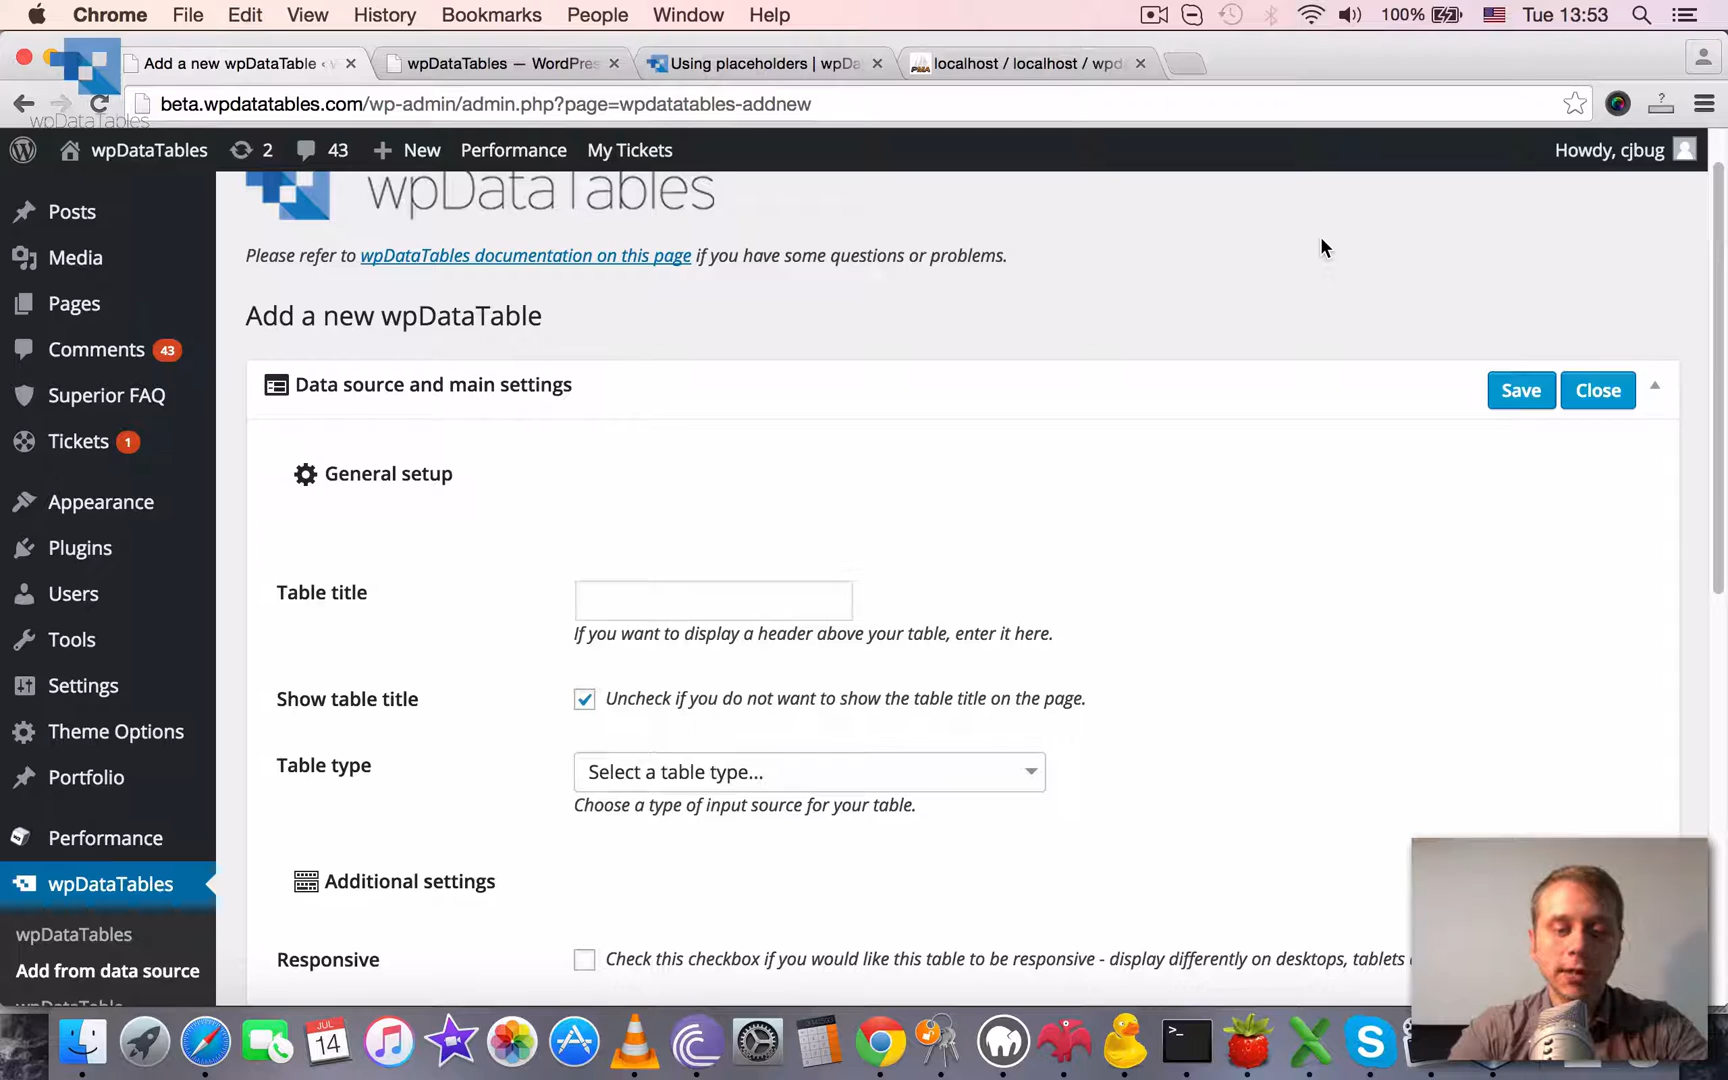 Chrome File Edit View History Bookmarks People Window Help 100% Tue 13:53
Add a new wpDataTable ‹ wpDataTables — WordPres Using placeholders | wpDa localhost / localhost / wpd
beta.wpdatatables.com/wp-admin/admin.php?page=wpdatatables-addnew
wpDataTables
wpDataTables 2 43 New Performance My Tickets Howdy, cjbug
Posts
Media
Pages
Comments 43
Superior FAQ
Tickets 1
Appearance
Plugins
Users
Tools
Settings
Theme Options
Portfolio
Performance
wpDataTables
wpDataTables
Add from data source
wpDataTable
wpDataTables
Please refer to wpDataTables documentation on this page if you have some questions or problems.
Add a new wpDataTable
Data source and main settings
Save Close
General setup
Table title
If you want to display a header above your table, enter it here.
Show table title
Uncheck if you do not want to show the table title on the page.
Table type
Select a table type...
Choose a type of input source for your table.
Additional settings
Responsive
Check this checkbox if you would like this table to be responsive - display differently on desktops, tablets
JUL
14